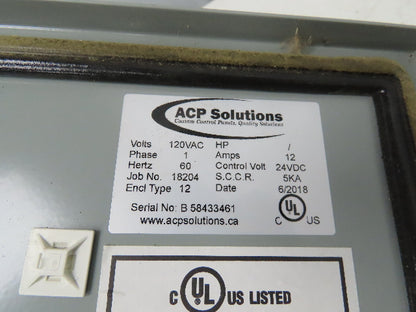 ACP Solutions
Custom Control Panels, Quality Solutions
Volts 120VAC HP /
Phase 1 Amps 12
Hertz 60 Control Volt 24VDC
Job No. 18204 S.C.C.R. 5KA
Encl Type 12 Date 6/2018
Serial No: B 58433461
www.acpsolutions.ca
C UL US
C UL US LISTED